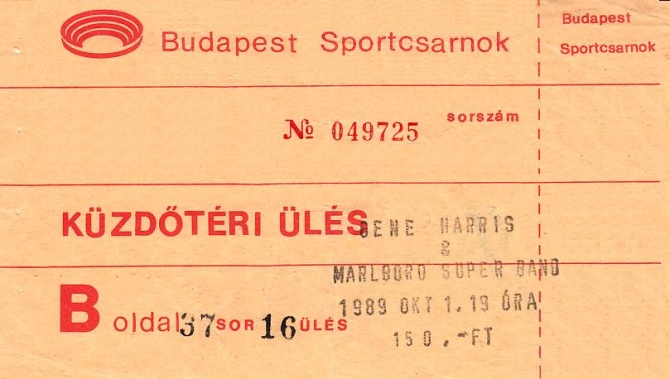 Budapest Sportcsarnok
Budapest
Sportcsarnok
sorszám
№ 049725
KÜZDŐTÉRI ÜLÉS
GENE HARRIS
&
MARLBORO SUPER BAND
1989 OKT 1.19 ÓRA
150,-FT
B oldal 37 SOR 16 ÜLÉS